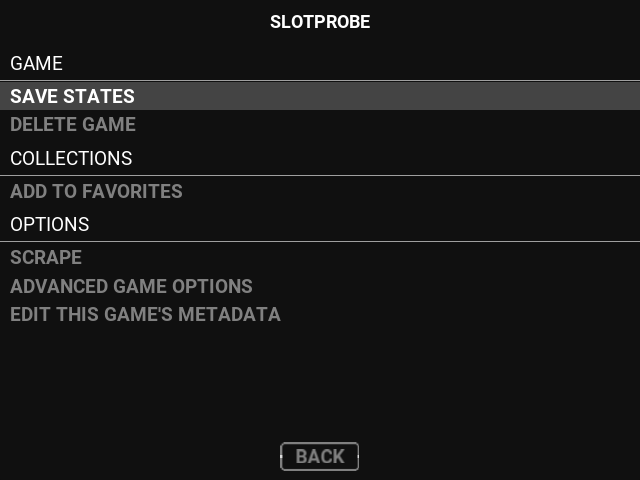 SLOTPROBE
GAME
SAVE STATES
DELETE GAME
COLLECTIONS
ADD TO FAVORITES
OPTIONS
SCRAPE
ADVANCED GAME OPTIONS
EDIT THIS GAME'S METADATA
BACK